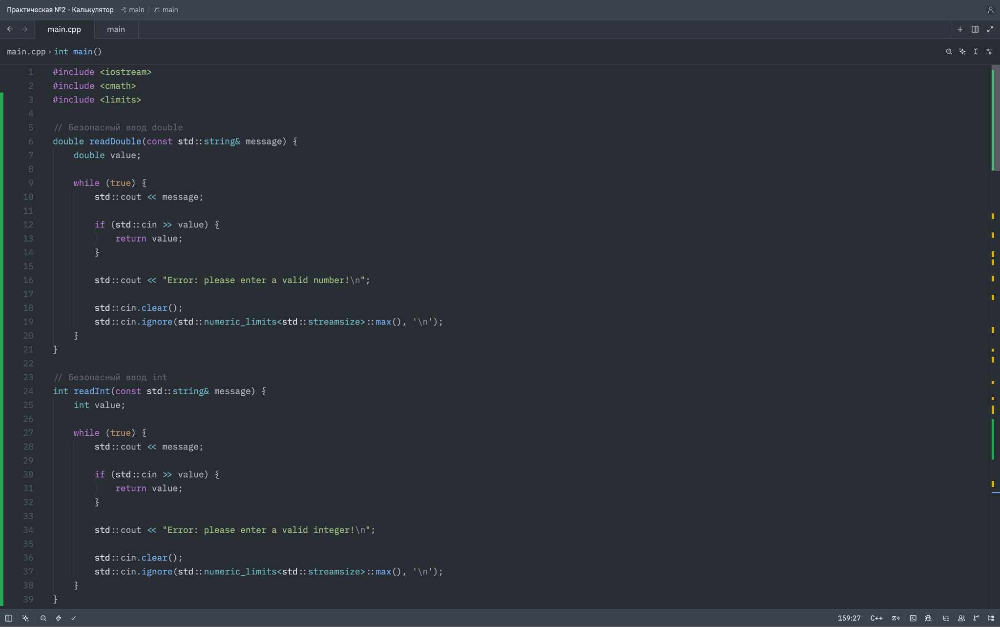 Практическая №2 - Калькулятор main / main
main.cpp main
main.cpp › int main()
1 #include <iostream>
2 #include <cmath>
3 #include <limits>
4
5 // Безопасный ввод double
6 double readDouble(const std::string& message) {
7     double value;
8
9     while (true) {
10         std::cout << message;
11
12         if (std::cin >> value) {
13             return value;
14         }
15
16         std::cout << "Error: please enter a valid number!\n";
17
18         std::cin.clear();
19         std::cin.ignore(std::numeric_limits<std::streamsize>::max(), '\n');
20     }
21 }
22
23 // Безопасный ввод int
24 int readInt(const std::string& message) {
25     int value;
26
27     while (true) {
28         std::cout << message;
29
30         if (std::cin >> value) {
31             return value;
32         }
33
34         std::cout << "Error: please enter a valid integer!\n";
35
36         std::cin.clear();
37         std::cin.ignore(std::numeric_limits<std::streamsize>::max(), '\n');
38     }
39 }
159:27 C++